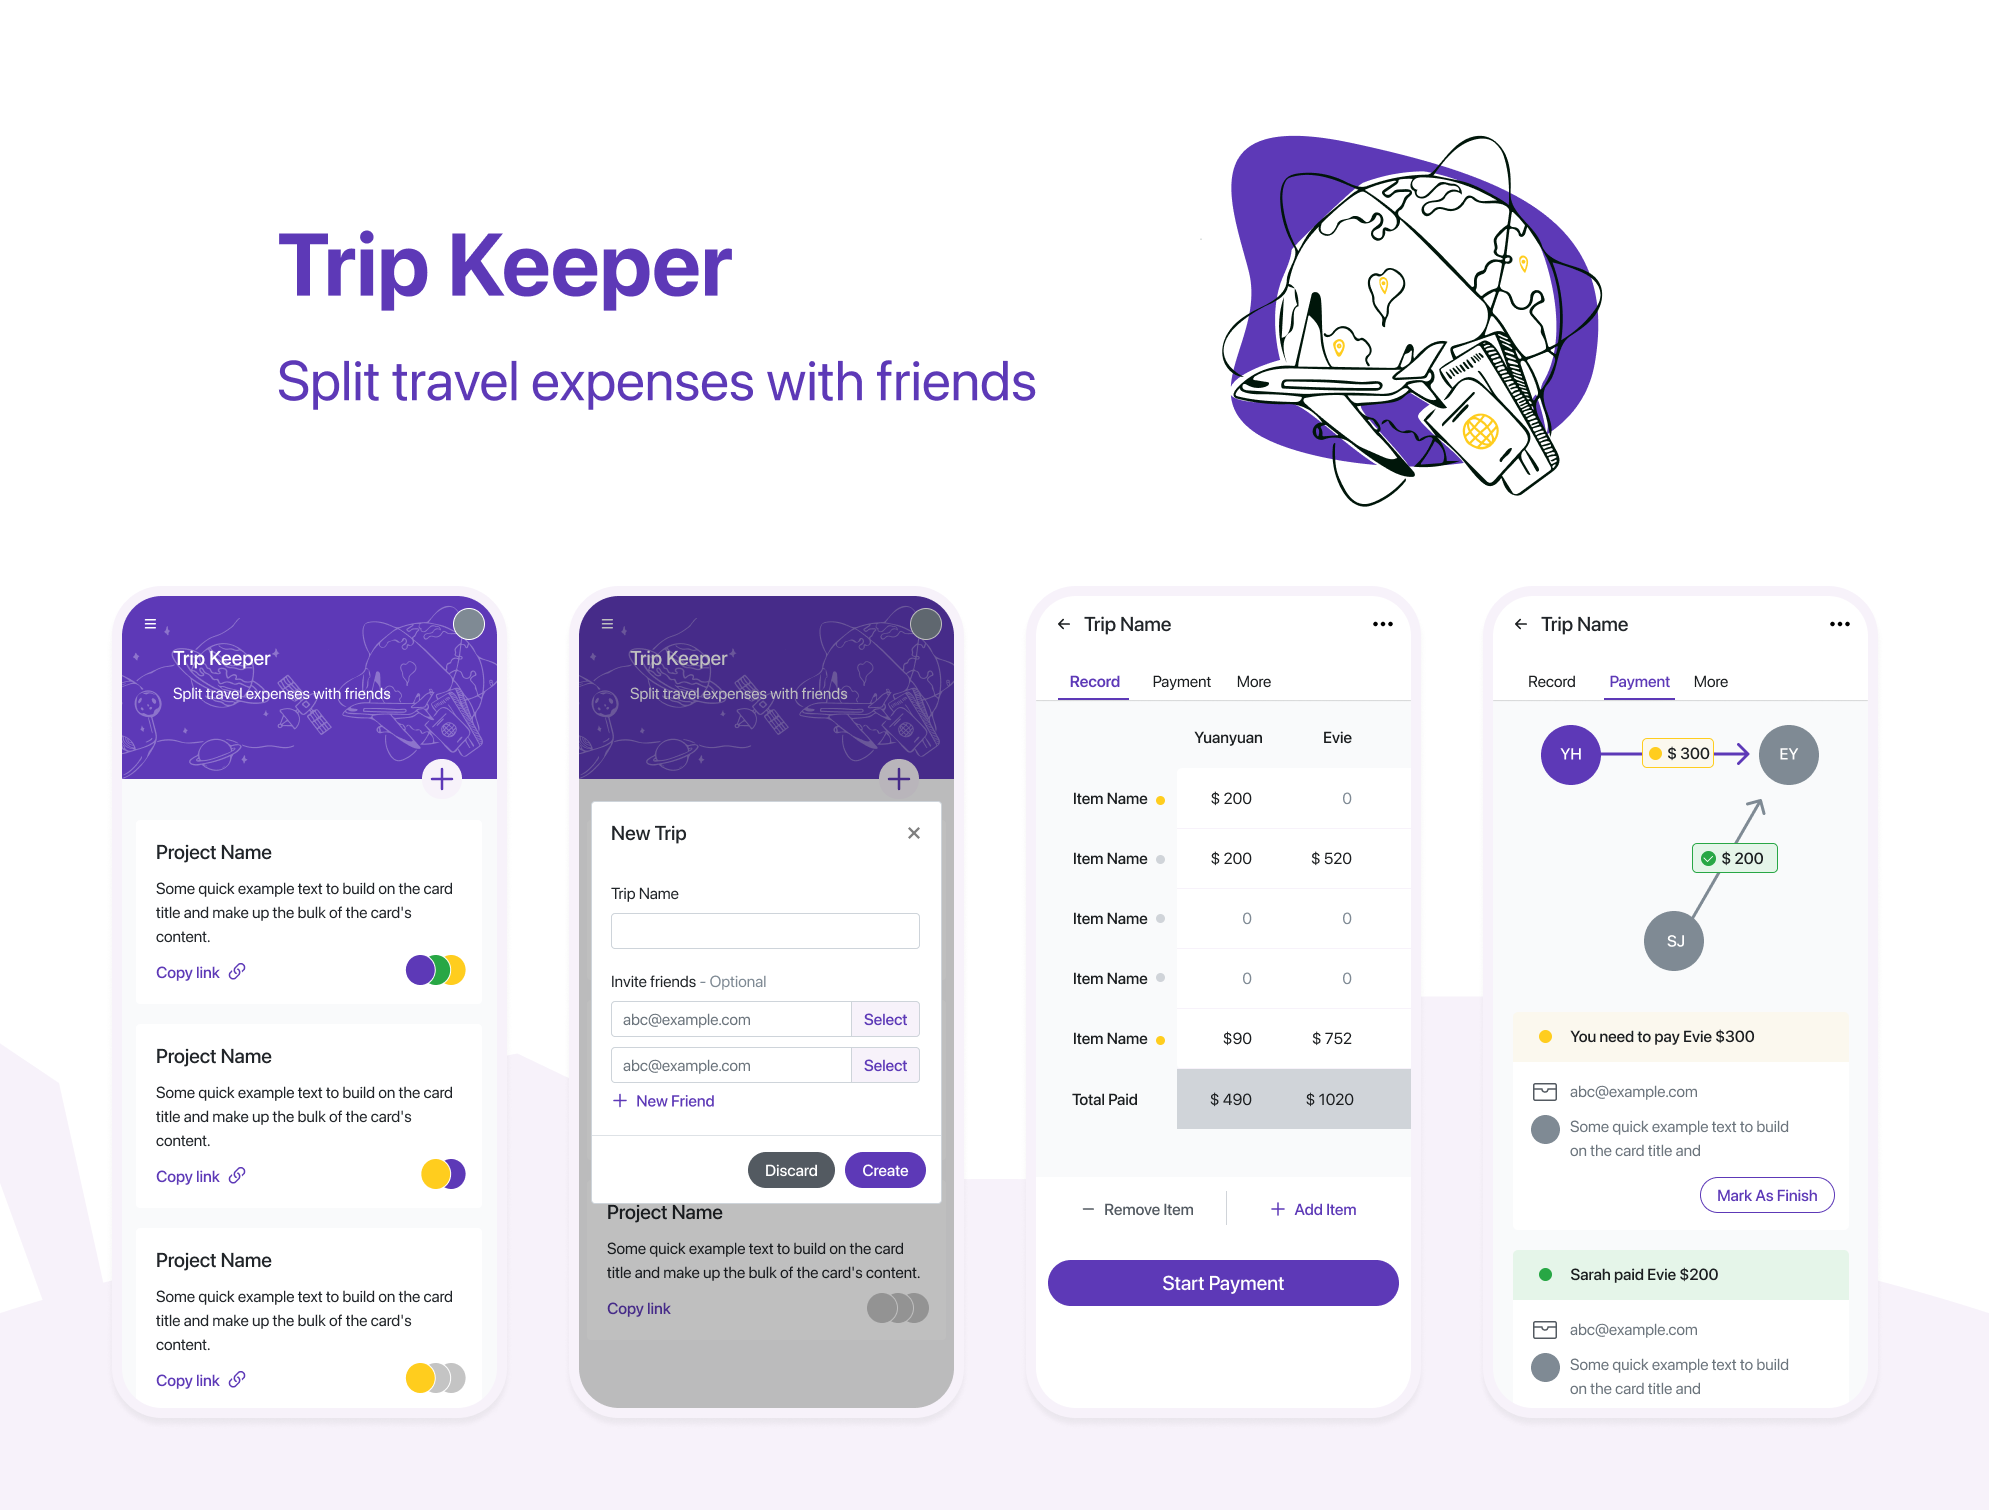 Trip Keeper
Split travel expenses with friends
Trip Keeper
Split travel expenses with friends
Project Name
Some quick example text to build on the card
title and make up the bulk of the card's
content.
Copy link
Project Name
Some quick example text to build on the card
title and make up the bulk of the card's
content.
Copy link
Project Name
Some quick example text to build on the card
title and make up the bulk of the card's
content.
Copy link
Trip Keeper
Split travel expenses with friends
New Trip
Trip Name
Invite friends - Optional
abc@example.com Select
abc@example.com Select
New Friend
Discard Create
Project Name
Some quick example text to build on the card
title and make up the bulk of the card's content.
Copy link
Trip Name
Record Payment More
Yuanyuan Evie
Item Name $ 200 0
Item Name $ 200 $ 520
Item Name 0 0
Item Name 0 0
Item Name $90 $ 752
Total Paid $ 490 $ 1020
Remove Item Add Item
Start Payment
Trip Name
Record Payment More
YH $ 300 EY
$ 200
SJ
You need to pay Evie $300
abc@example.com
Some quick example text to build
on the card title and
Mark As Finish
Sarah paid Evie $200
abc@example.com
Some quick example text to build
on the card title and